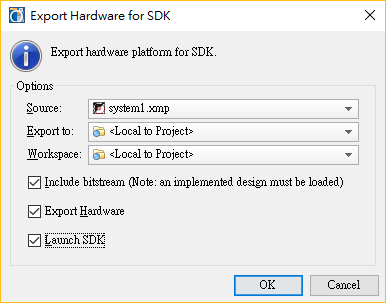 Export Hardware for SDK
Export hardware platform for SDK.
Options
Source: system1.xmp
Export to: <Local to Project>
Workspace: <Local to Project>
Include bitstream (Note: an implemented design must be loaded)
Export Hardware
Launch SDK
OK Cancel